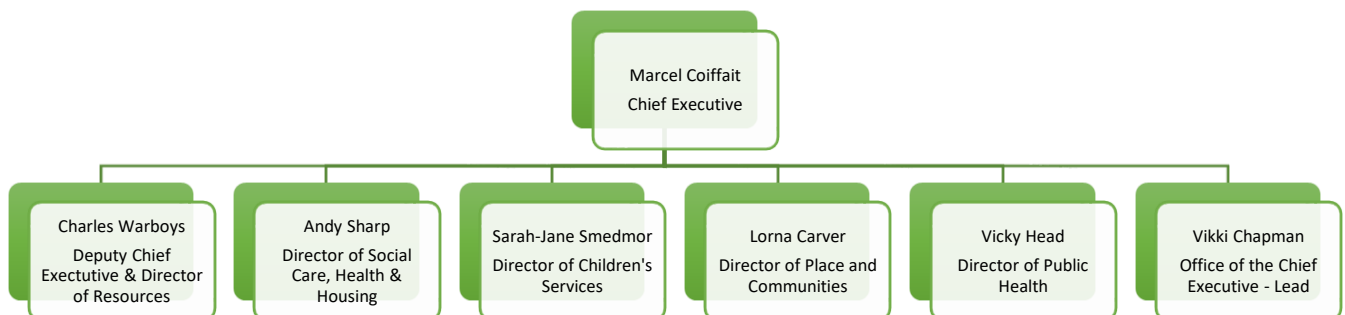 Marcel Coiffait
Chief Executive
Charles Warboys
Deputy Chief
Executive & Director
of Resources
Andy Sharp
Director of Social
Care, Health &
Housing
Sarah-Jane Smedmor
Director of Children's
Services
Lorna Carver
Director of Place and
Communities
Vicky Head
Director of Public
Health
Vikki Chapman
Office of the Chief
Executive - Lead